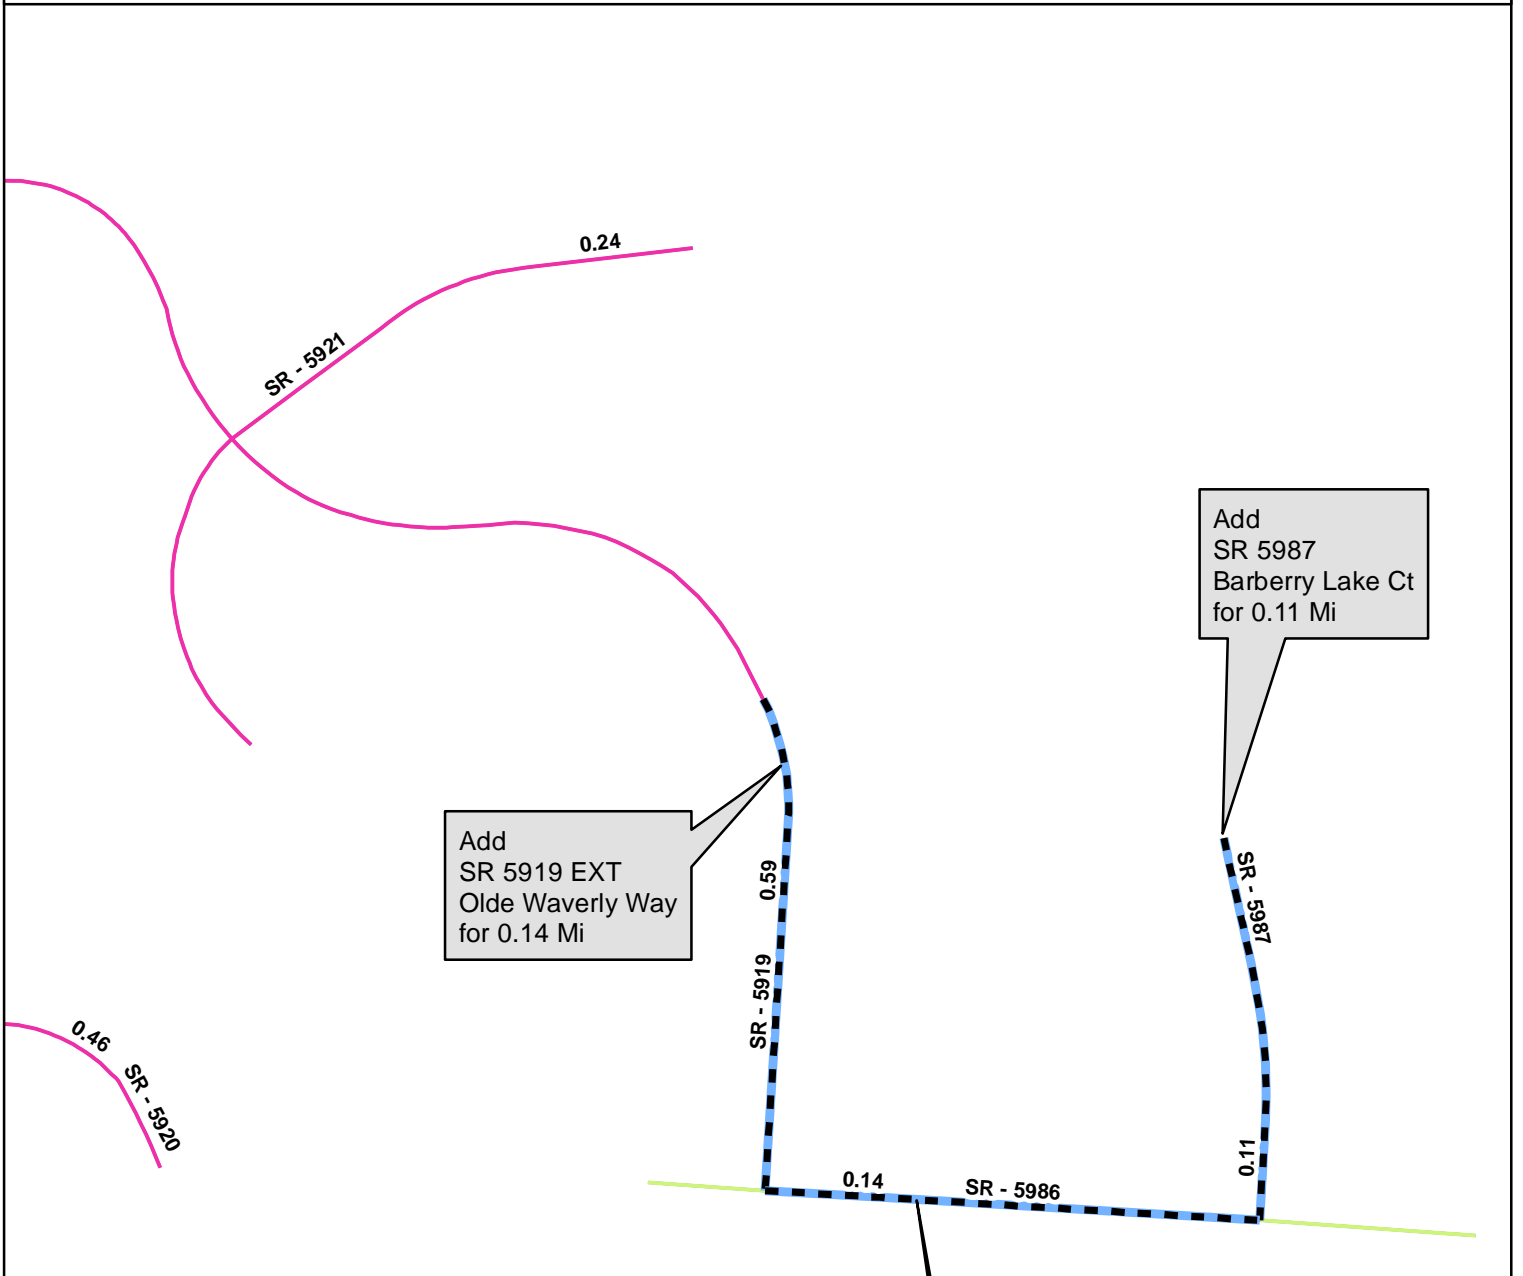 0.24
SR - 5921
Add
SR 5987
Barberry Lake Ct
for 0.11 Mi
Add
SR 5919 EXT
Olde Waverly Way
for 0.14 Mi
0.59
SR - 5919
SR - 5987
0.46
SR - 5920
0.11
0.14
SR - 5986